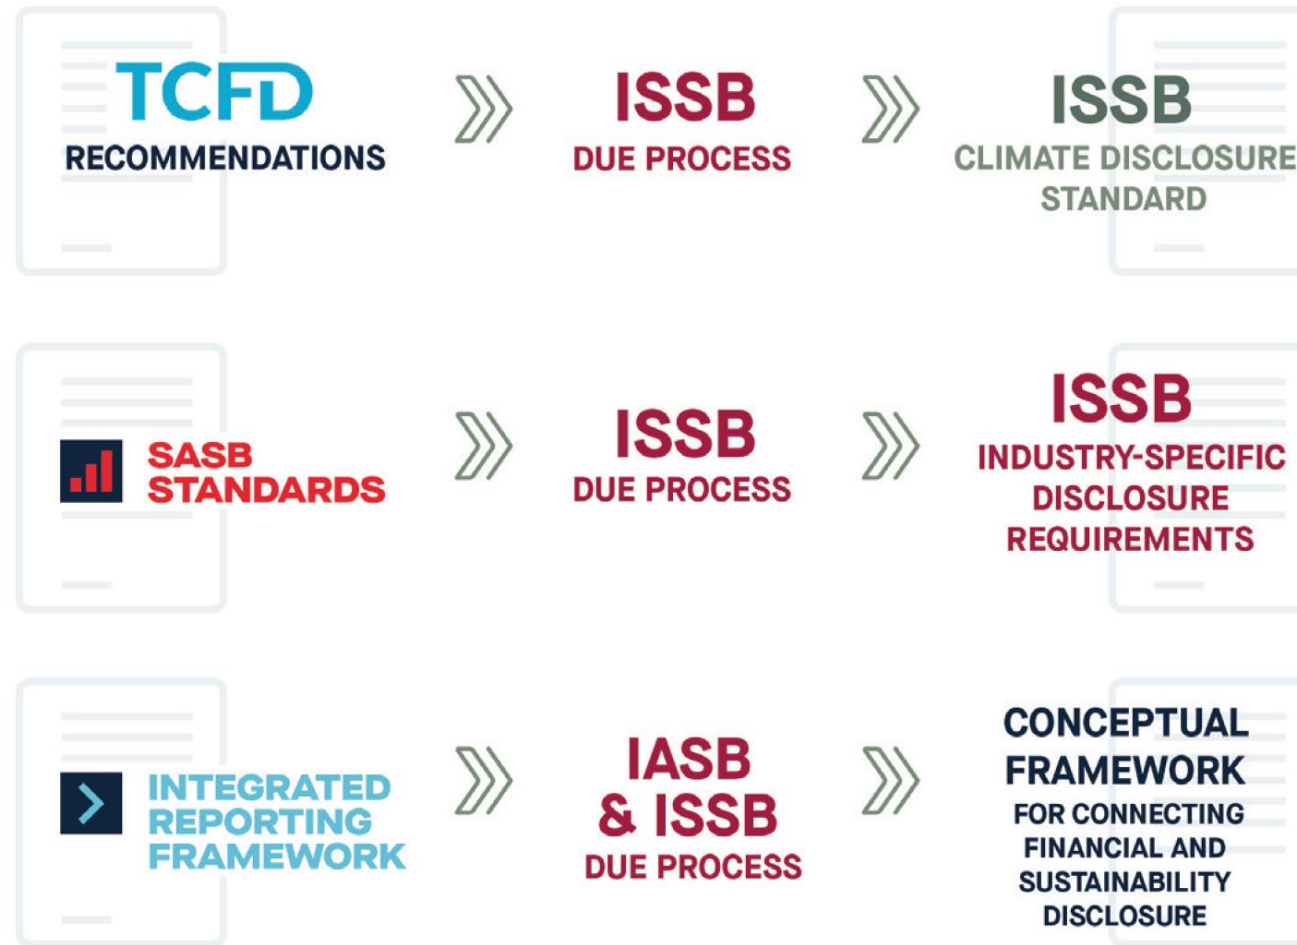 TCFD
RECOMMENDATIONS
ISSB
DUE PROCESS
ISSB
CLIMATE DISCLOSURE
STANDARD
SASB
STANDARDS
ISSB
DUE PROCESS
ISSB
INDUSTRY-SPECIFIC
DISCLOSURE
REQUIREMENTS
INTEGRATED
REPORTING
FRAMEWORK
IASB
& ISSB
DUE PROCESS
CONCEPTUAL
FRAMEWORK
FOR CONNECTING
FINANCIAL AND
SUSTAINABILITY
DISCLOSURE